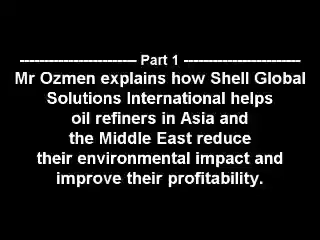 ------------------------ Part 1 ------------------------
Mr Ozmen explains how Shell Global
Solutions International helps
oil refiners in Asia and
the Middle East reduce
their environmental impact and
improve their profitability.